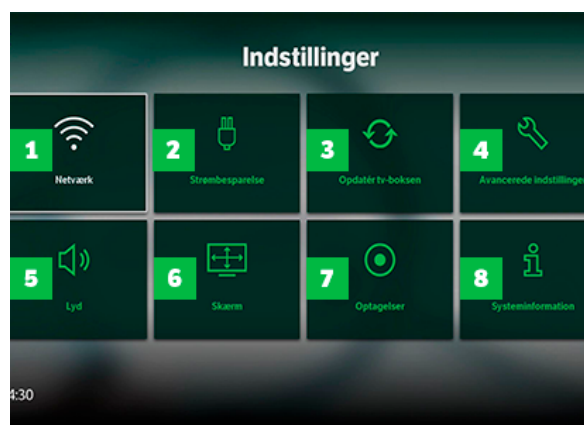 Indstillinger
1
Netværk
2
Strømbesparelse
3
Opdatér tv-boksen
4
Avancerede indstillinger
5
Lyd
6
Skærm
7
Optagelser
8
Systeminformation
4:30